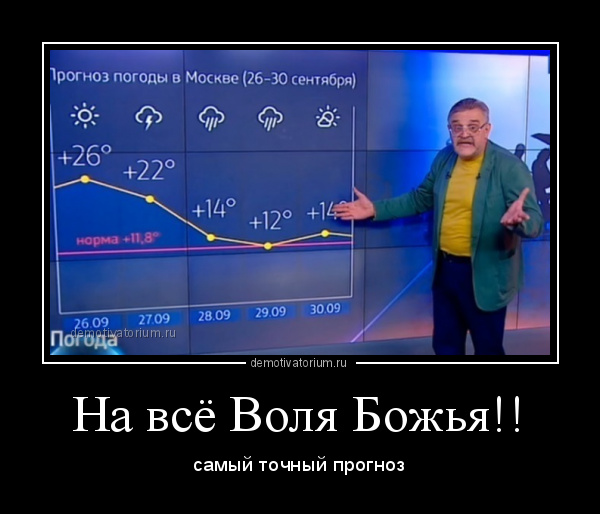 Прогноз погоды в Москве (26-30 сентября)
+26° +22° +14° +12° +14°
норма +11,8°
26.09 27.09 28.09 29.09 30.09
demotivatorium.ru
Погода
demotivatorium.ru
На всё Воля Божья!!
самый точный прогноз